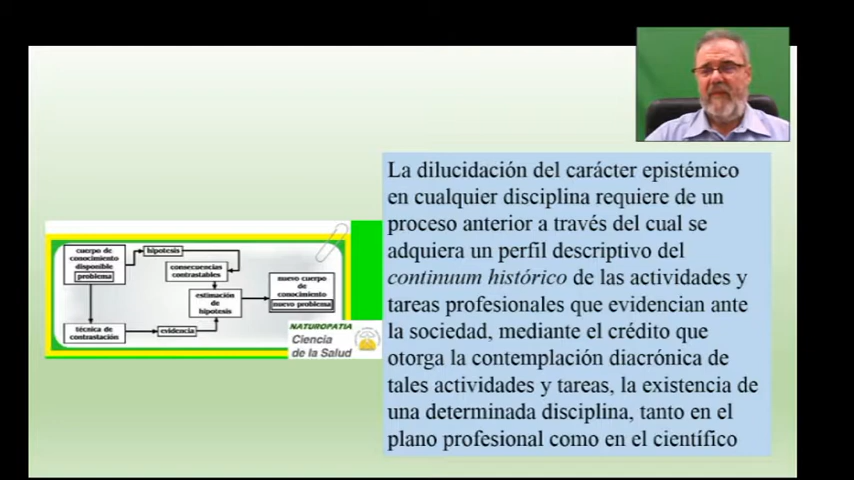 cuerpo de
conocimiento
disponible
problema
hipotesis
consecuencias
contrastables
estimación
de
hipotesis
nuevo cuerpo
de
conocimiento
nuevo problema
técnica de
contrastación
evidencia
NATUROPATIA
Ciencia
de la Salud
La dilucidación del carácter epistémico
en cualquier disciplina requiere de un
proceso anterior a través del cual se
adquiera un perfil descriptivo del
continuum histórico de las actividades y
tareas profesionales que evidencian ante
la sociedad, mediante el crédito que
otorga la contemplación diacrónica de
tales actividades y tareas, la existencia de
una determinada disciplina, tanto en el
plano profesional como en el científico